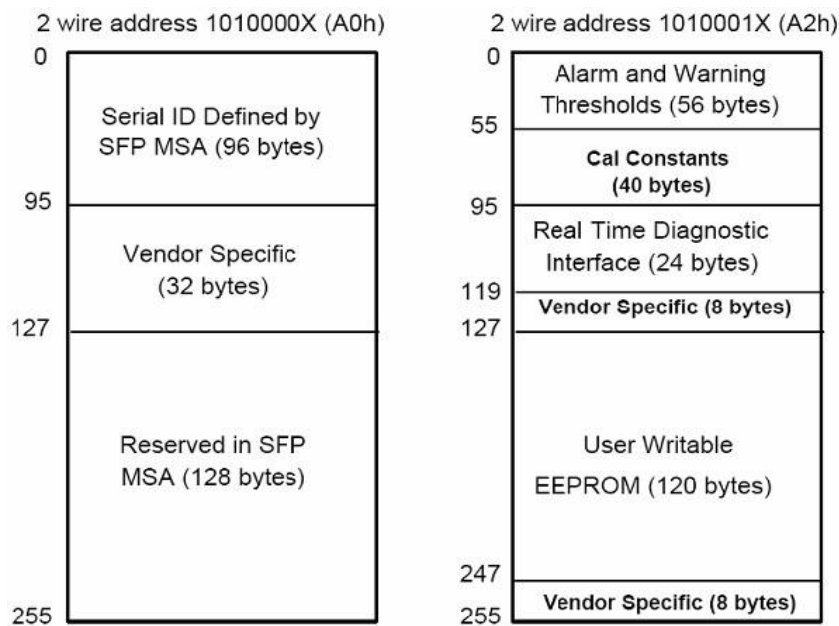 2 wire address 1010000X (A0h)
0
Serial ID Defined by
SFP MSA (96 bytes)
95
Vendor Specific
(32 bytes)
127
Reserved in SFP
MSA (128 bytes)
255
2 wire address 1010001X (A2h)
0
Alarm and Warning
Thresholds (56 bytes)
55
Cal Constants
(40 bytes)
95
Real Time Diagnostic
Interface (24 bytes)
119
Vendor Specific (8 bytes)
127
User Writable
EEPROM (120 bytes)
247
Vendor Specific (8 bytes)
255